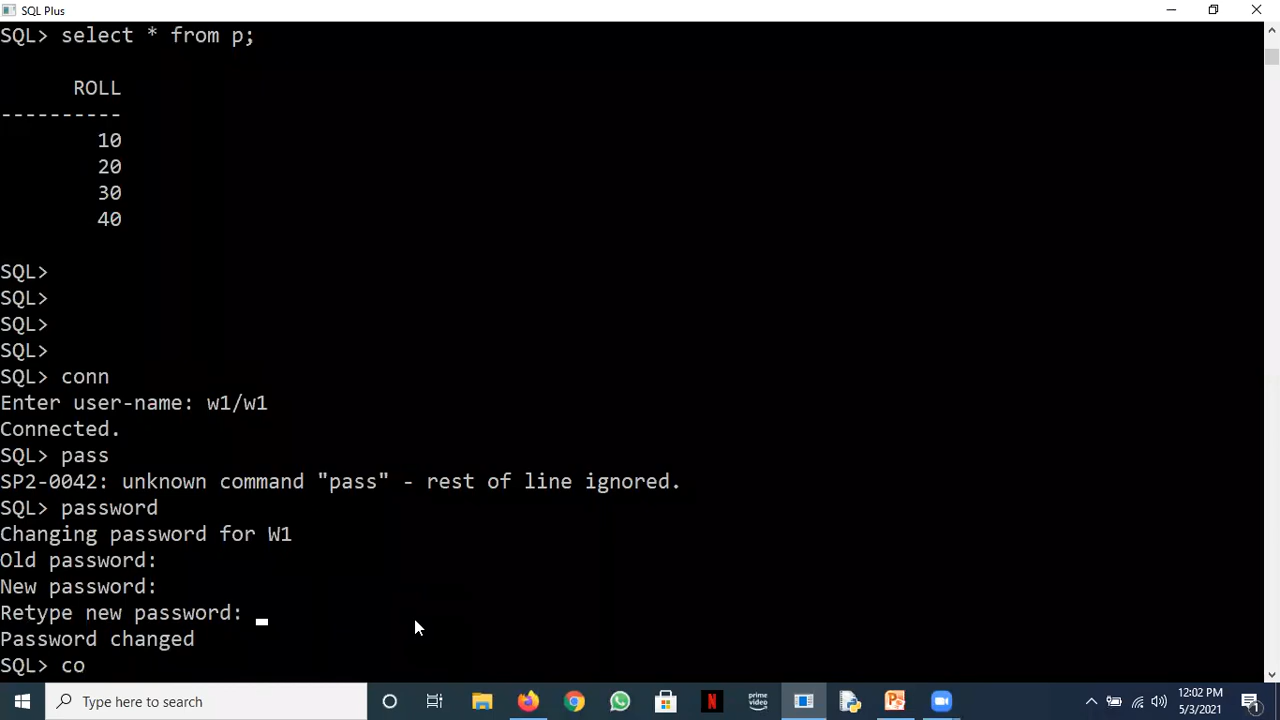 SQL Plus
SQL> select * from p;
ROLL
----------
10
20
30
40
SQL>
SQL>
SQL>
SQL>
SQL> conn
Enter user-name: w1/w1
Connected.
SQL> pass
SP2-0042: unknown command "pass" - rest of line ignored.
SQL> password
Changing password for W1
Old password:
New password:
Retype new password:
Password changed
SQL> co
Type here to search
N
prime video
12:02 PM
5/3/2021
1